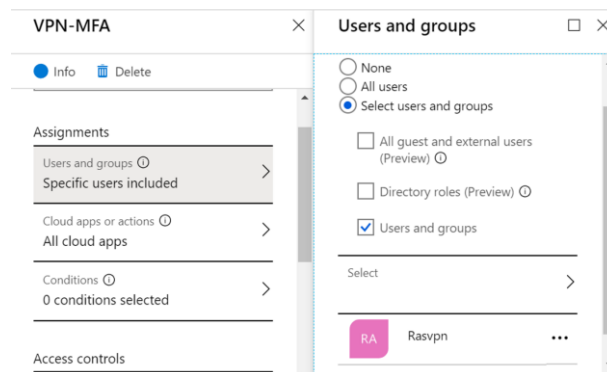 VPN-MFA
Info Delete
Assignments
Users and groups
Specific users included
Cloud apps or actions
All cloud apps
Conditions
0 conditions selected
Access controls
Users and groups
None
All users
Select users and groups
All guest and external users
(Preview)
Directory roles (Preview)
Users and groups
Select
RA Rasvpn